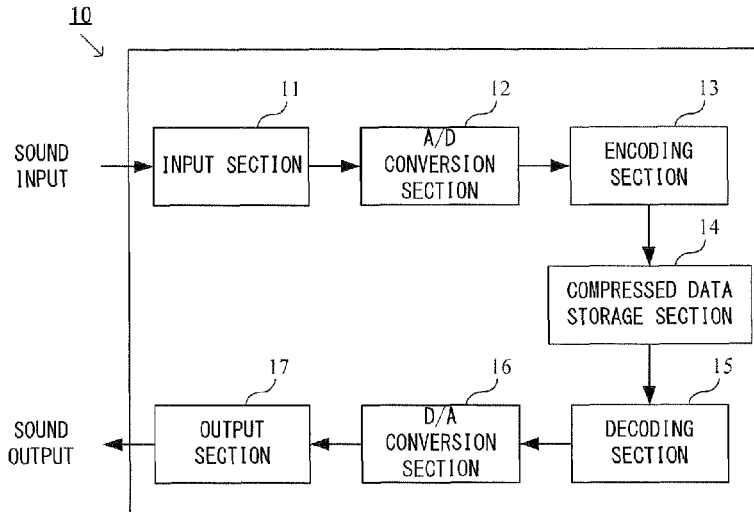 10
11
12
13
SOUND
INPUT
INPUT SECTION
A/D
CONVERSION
SECTION
ENCODING
SECTION
14
COMPRESSED DATA
STORAGE SECTION
17
16
15
SOUND
OUTPUT
OUTPUT
SECTION
D/A
CONVERSION
SECTION
DECODING
SECTION